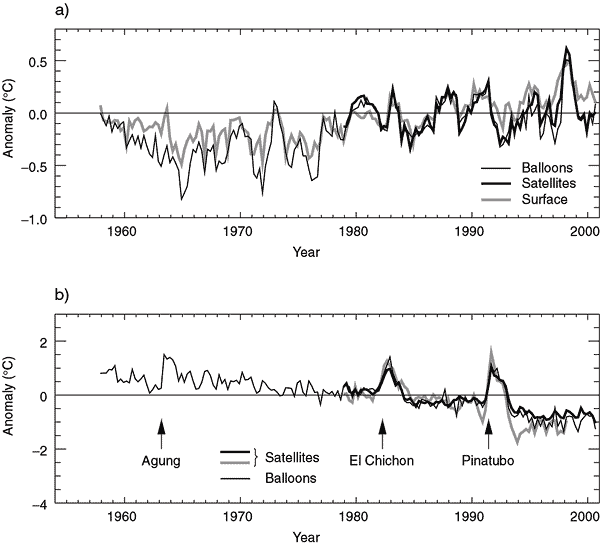 a)
Anomaly (°C)
0.5
0.0
−0.5
−1.0
Balloons
Satellites
Surface
1960 1970 1980 1990 2000
Year
b)
Anomaly (°C)
2
0
−2
−4
Agung
Satellites
Balloons
El Chichon
Pinatubo
1960 1970 1980 1990 2000
Year